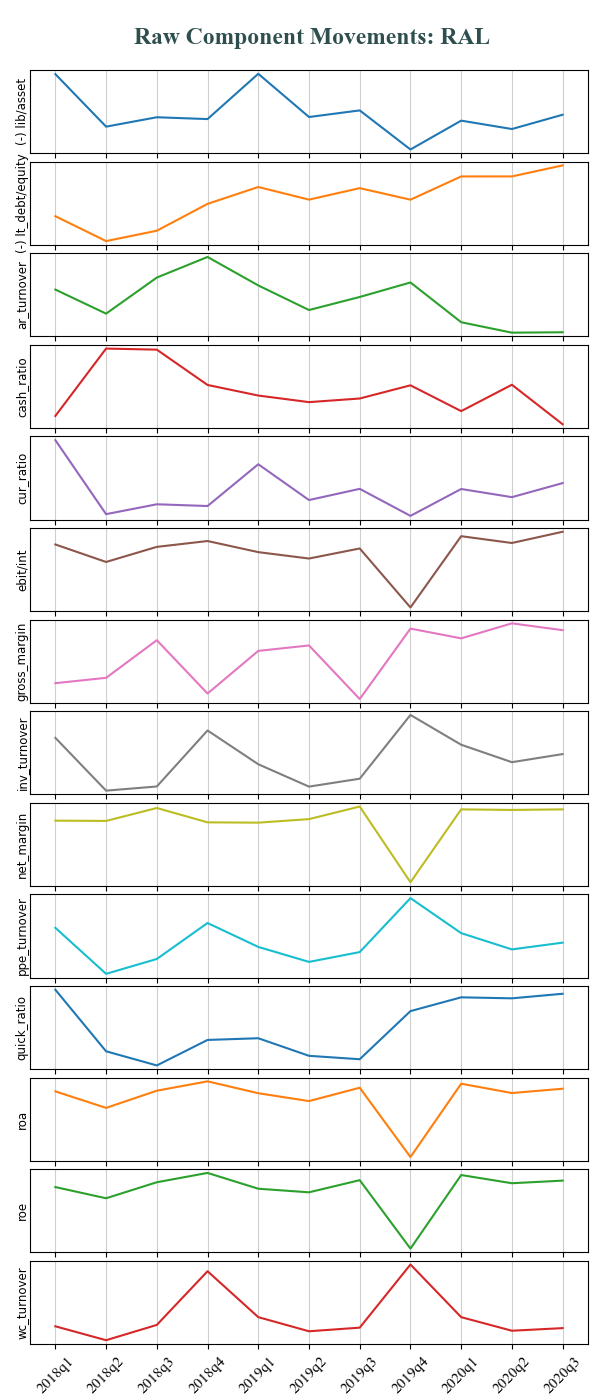 Raw Component Movements: RAL
(-) lib/asset
(-) lt_debt/equity
ar_turnover
cash_ratio
cur_ratio
ebit/int
gross_margin
inv_turnover
net_margin
ppe_turnover
quick_ratio
roa
roe
wc_turnover
2018q1 2018q2 2018q3 2018q4 2019q1 2019q2 2019q3 2019q4 2020q1 2020q2 2020q3